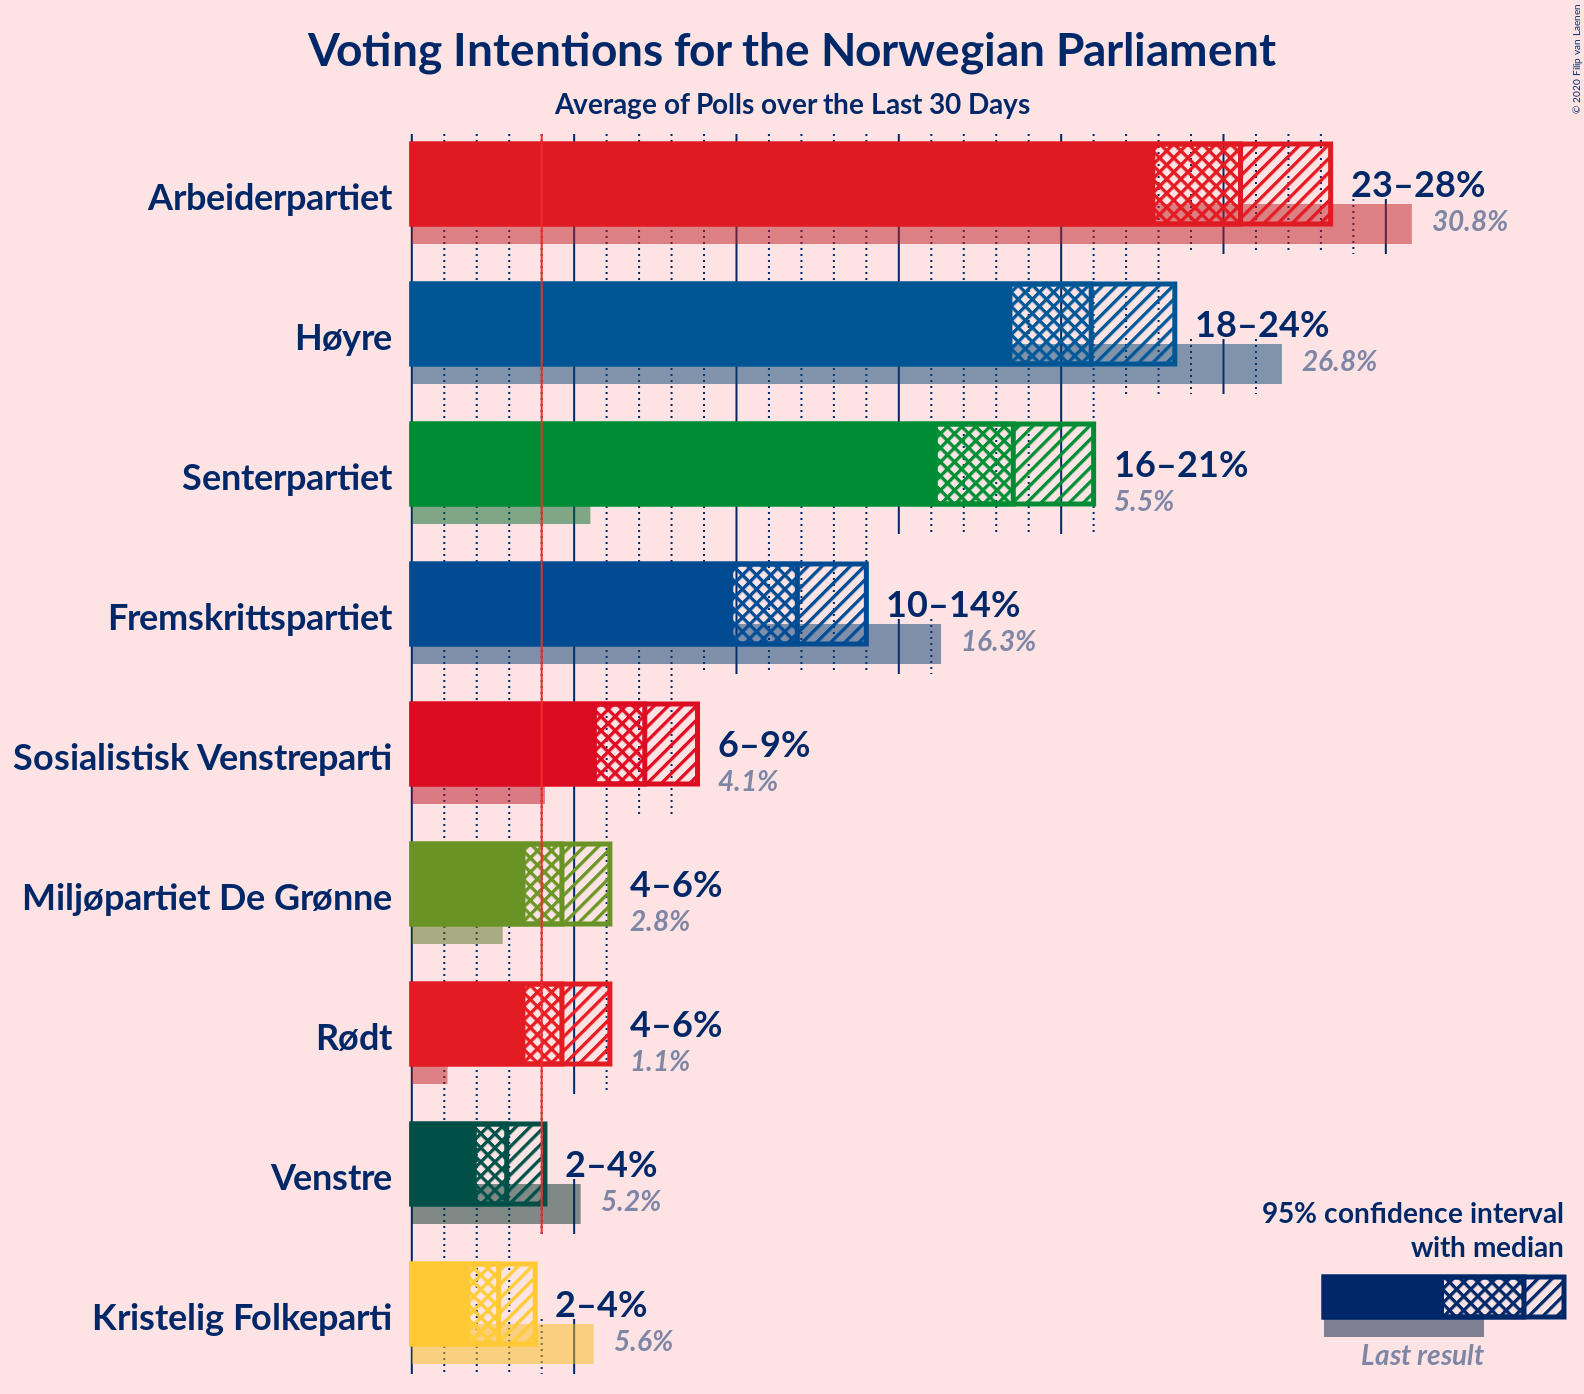 Voting Intentions for the Norwegian Parliament
Average of Polls over the Last 30 Days
© 2020 Filip van Laenen
Arbeiderpartiet
23–28%
30.8%
Høyre
18–24%
26.8%
Senterpartiet
16–21%
5.5%
Fremskrittspartiet
10–14%
16.3%
Sosialistisk Venstreparti
6–9%
4.1%
Miljøpartiet De Grønne
4–6%
2.8%
Rødt
4–6%
1.1%
Venstre
2–4%
5.2%
Kristelig Folkeparti
2–4%
5.6%
95% confidence interval
with median
Last result